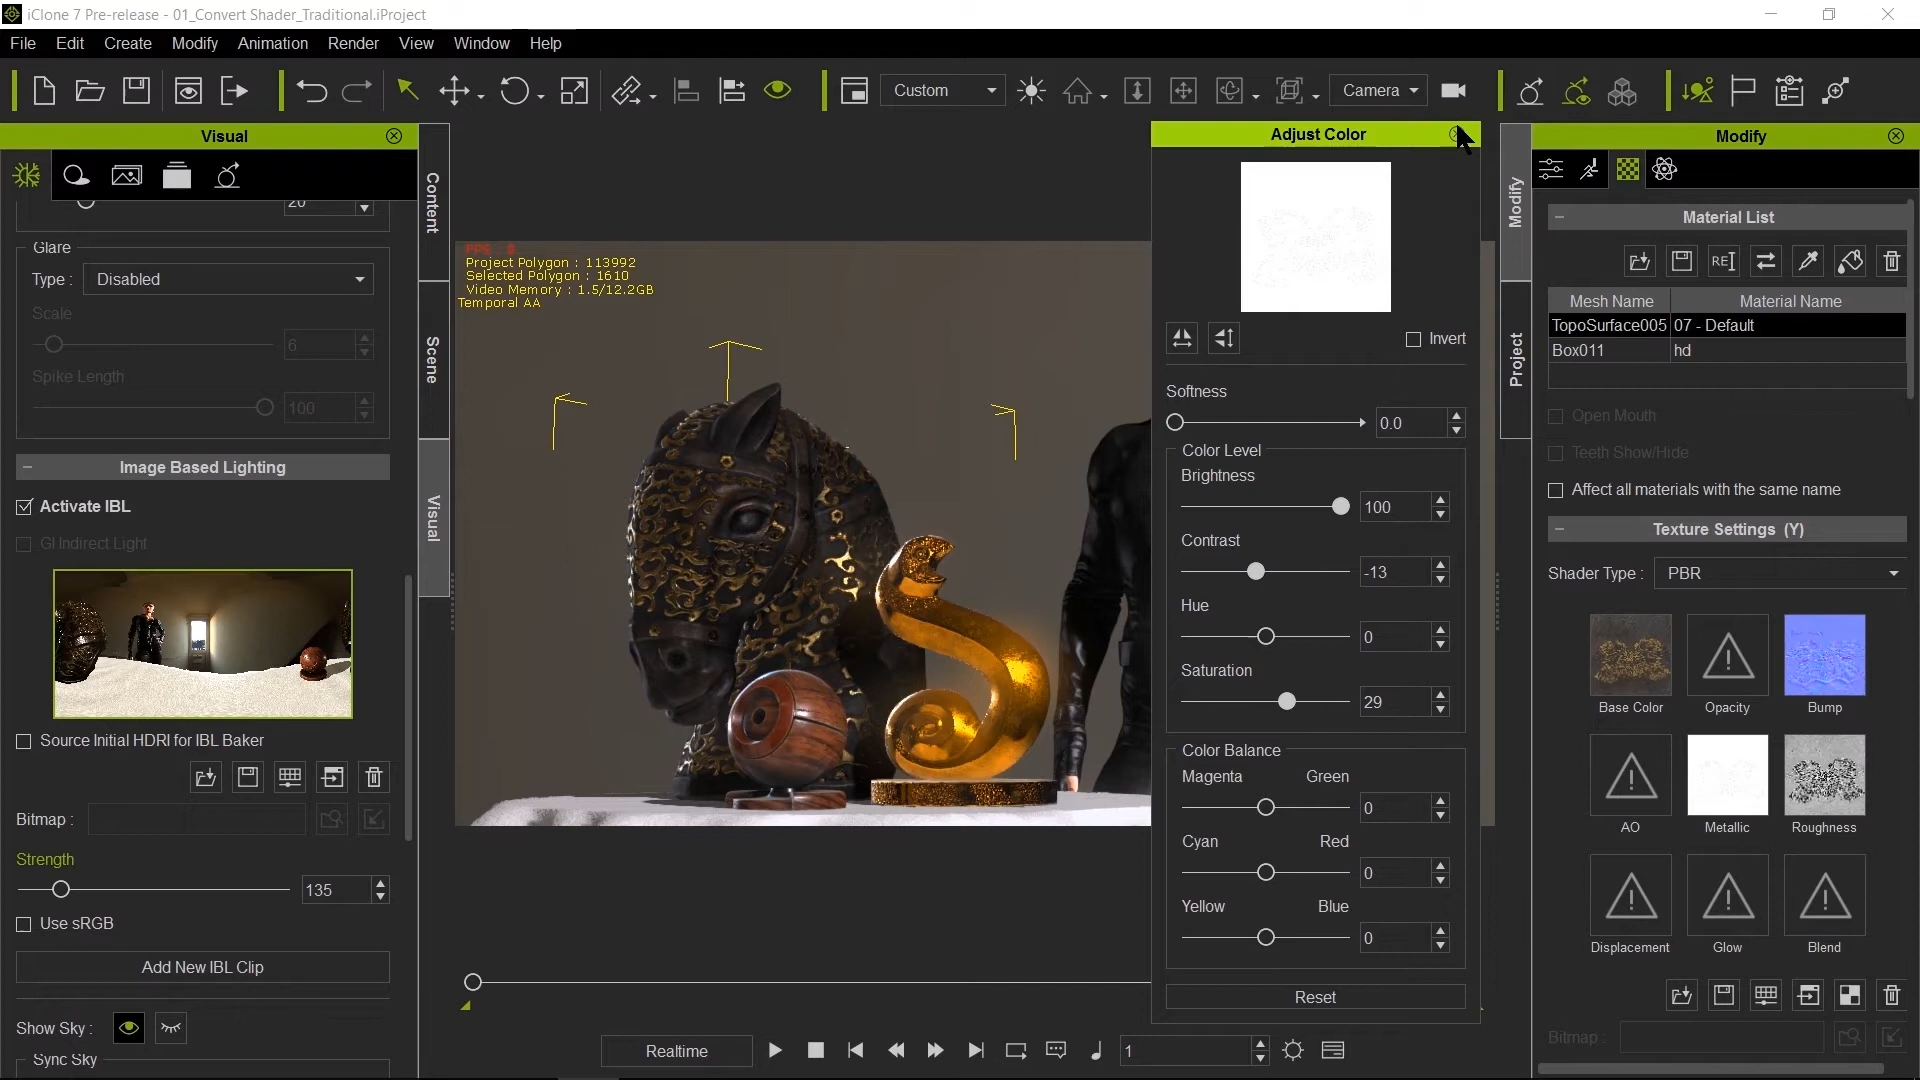 iClone 7 Pre-release - 01_Convert Shader_Traditional.iProject
File Edit Create Modify Animation Render View Window Help
Custom
Camera
Visual
20
Glare
Type : Disabled
Scale
6
Spike Length
100
Image Based Lighting
Activate IBL
GI Indirect Light
Source Initial HDRI for IBL Baker
Bitmap :
Strength
135
Use sRGB
Add New IBL Clip
Show Sky :
Sync Sky
Content
Scene
Visual
Project Polygon : 113992
Selected Polygon : 1610
Video Memory : 1.5/12.2GB
Temporal AA
Realtime
1
Adjust Color
Invert
Softness
0.0
Color Level
Brightness
100
Contrast
-13
Hue
0
Saturation
29
Color Balance
Magenta Green
0
Cyan Red
0
Yellow Blue
0
Reset
Modify
Project
Modify
Material List
RE
Mesh Name Material Name
TopoSurface005 07 - Default
Box011 hd
Open Mouth
Teeth Show/Hide
Affect all materials with the same name
Texture Settings (Y)
Shader Type : PBR
Base Color Opacity Bump
AO Metallic Roughness
Displacement Glow Blend
Bitmap :